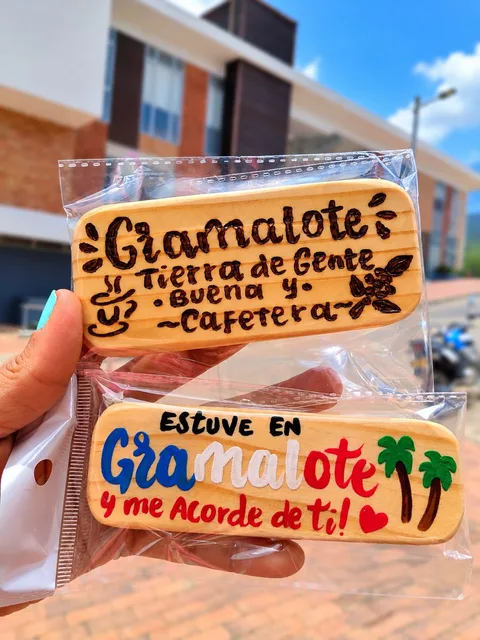 Gramalote
Tierra de Gente
• Buena y •
~Cafetera~
ESTUVE EN
Gramalote
y me Acorde de ti!